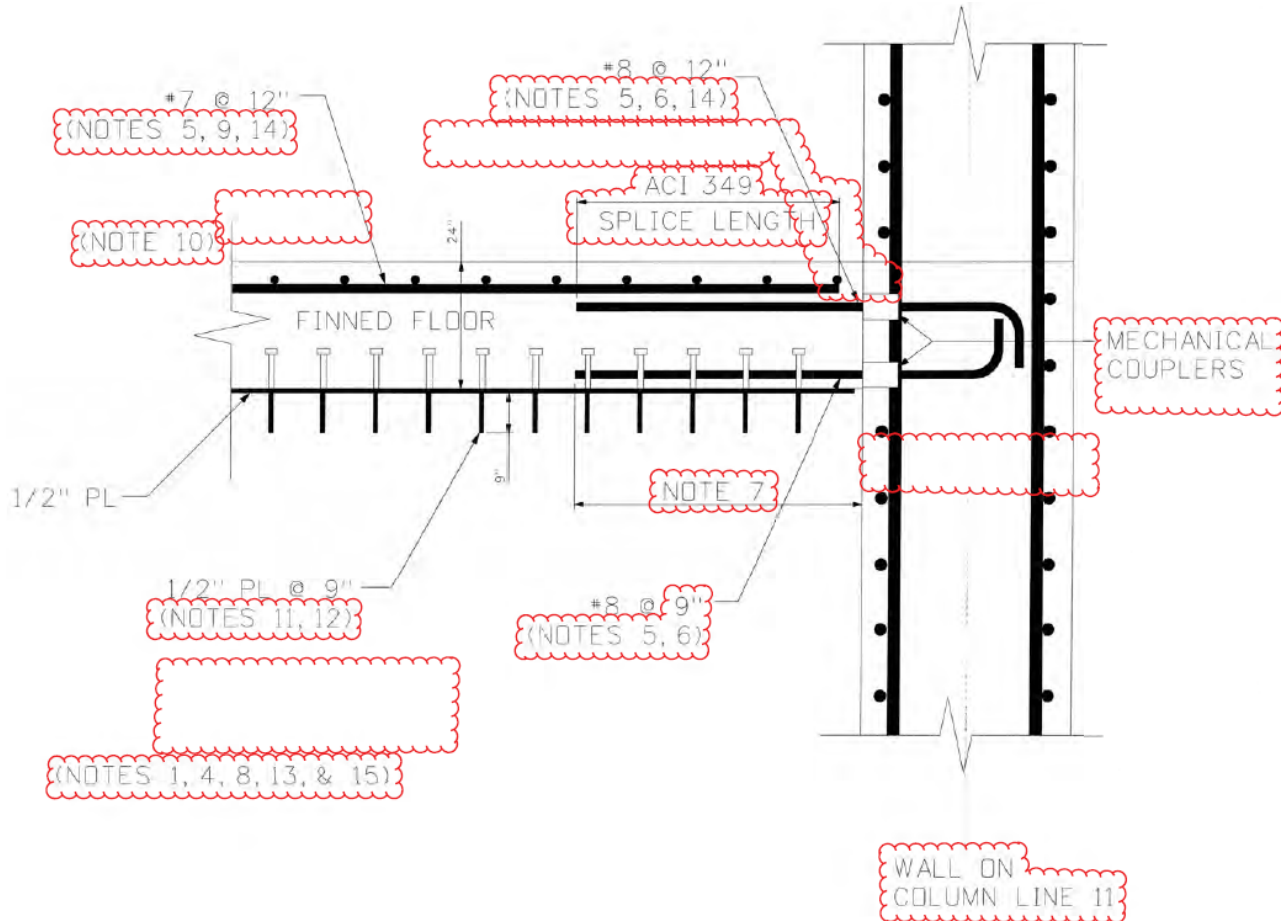 #8 @ 12"
(NOTES 5, 6, 14)
#7 @ 12"
(NOTES 5, 9, 14)
ACI 349
SPLICE LENGTH
(NOTE 10)
24"
FINNED FLOOR
MECHANICAL
COUPLERS
9"
1/2" PL
NOTE 7
1/2" PL @ 9"
(NOTES 11, 12)
#8 @ 9"
(NOTES 5, 6)
(NOTES 1, 4, 8, 13, & 15)
WALL ON
COLUMN LINE 11